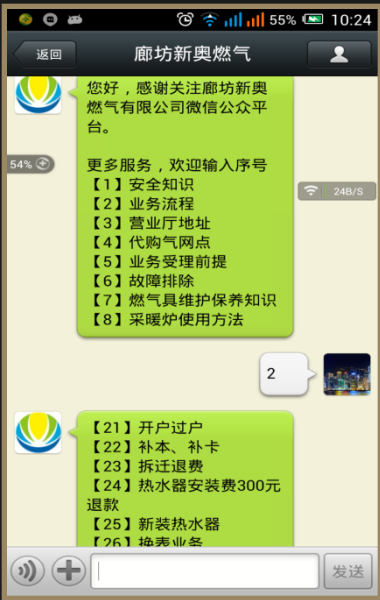 55% 10:24
返回 廊坊新奥燃气
您好，感谢关注廊坊新奥
燃气有限公司微信公众平
台。
54%
更多服务，欢迎输入序号
【1】安全知识
24B/S
【2】业务流程
【3】营业厅地址
【4】代购气网点
【5】业务受理前提
【6】故障排除
【7】燃气具维护保养知识
【8】采暖炉使用方法
2
【21】开户过户
【22】补本、补卡
【23】拆迁退费
【24】热水器安装费300元
退款
【25】新装热水器
【26】换表业务
发送